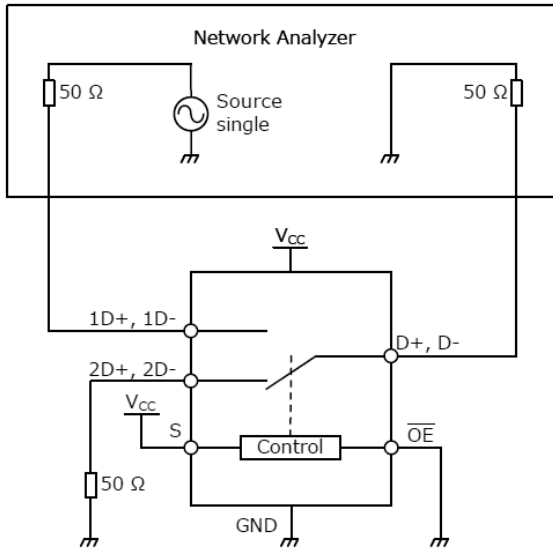 Network Analyzer
50 Ω
Source
single
50 Ω
VCC
1D+, 1D-
D+, D-
2D+, 2D-
VCC
S
Control
OE
50 Ω
GND